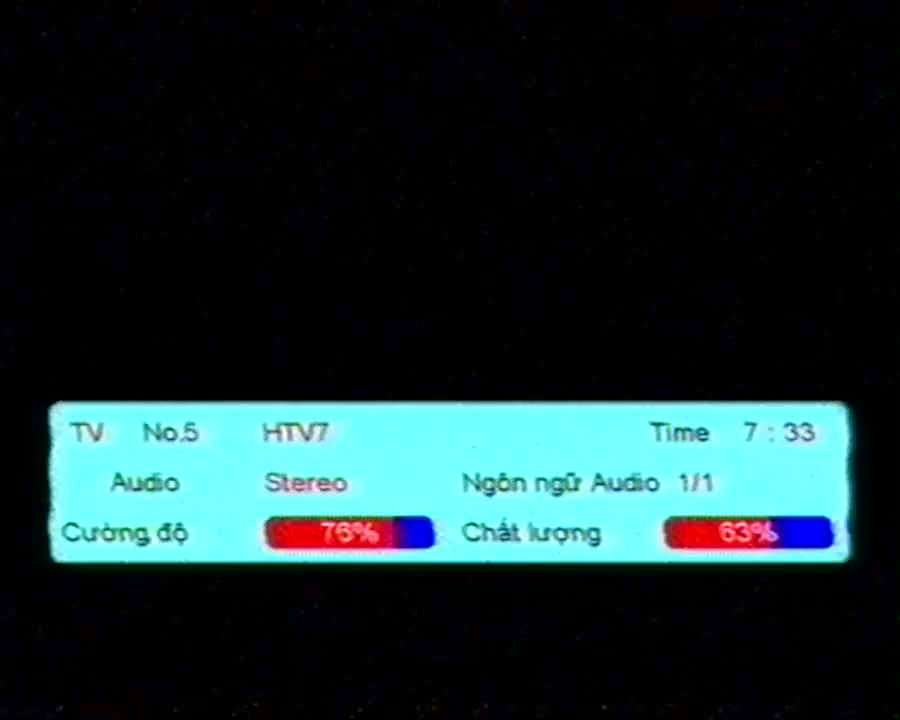 TV No.5 HTV7 Time 7 : 33
Audio Stereo Ngôn ngữ Audio 1/1
Cường độ 76% Chất lượng 63%